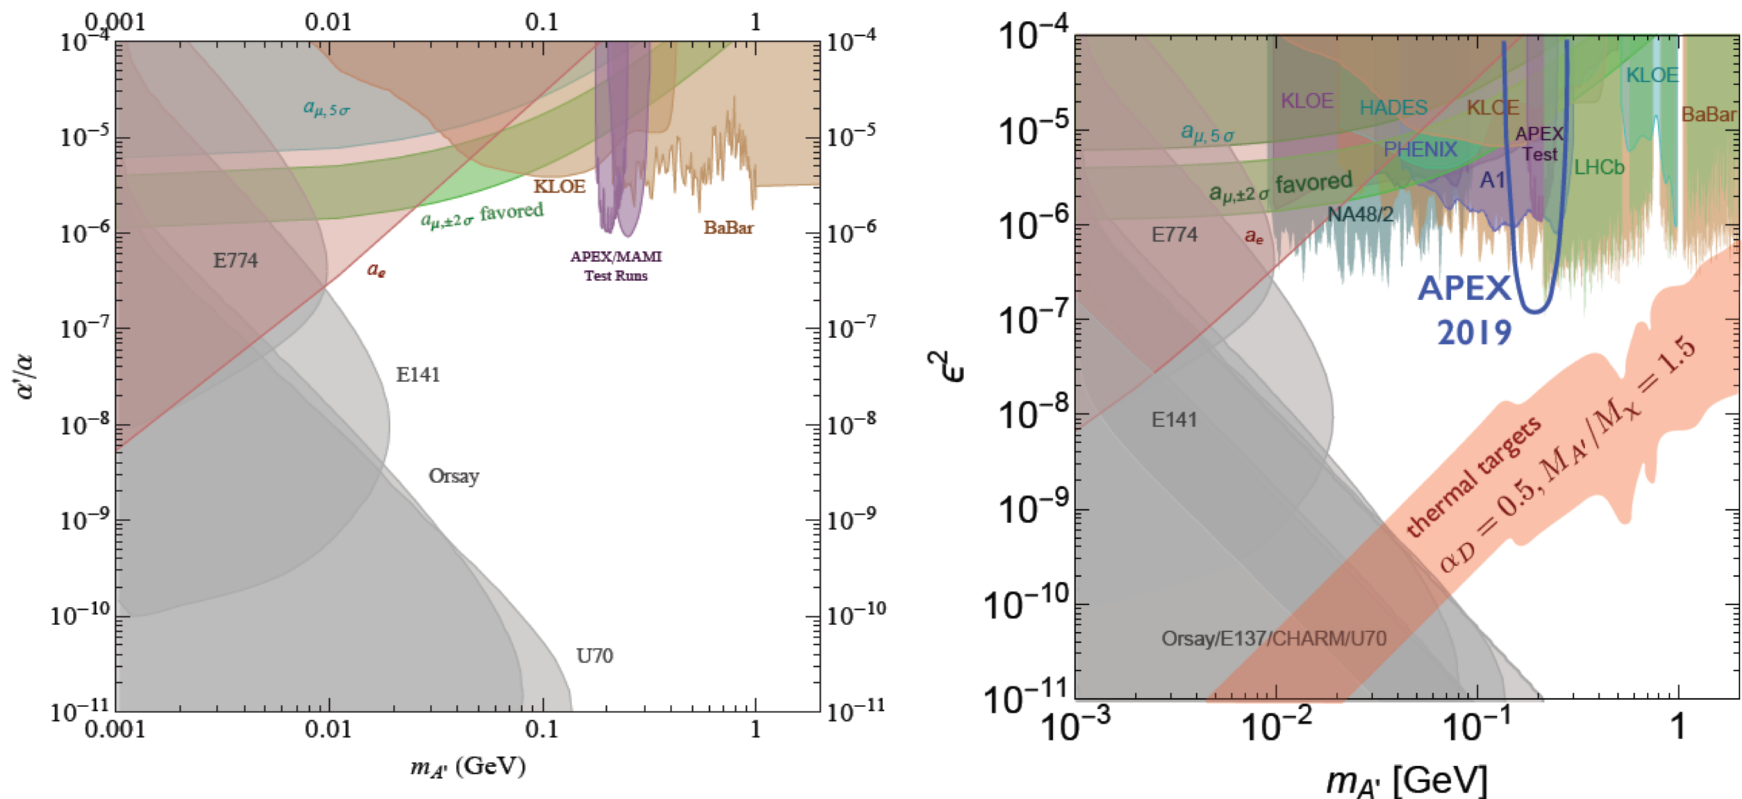 0.001 0.01 0.1 1
10⁻⁴ 10⁻⁴
10⁻⁵ 10⁻⁵
10⁻⁶ 10⁻⁶
10⁻⁷ 10⁻⁷
10⁻⁸ 10⁻⁸
10⁻⁹ 10⁻⁹
10⁻¹⁰ 10⁻¹⁰
10⁻¹¹ 10⁻¹¹
0.001 0.01 0.1 1
α'/α
m_A' (GeV)
a_μ,5σ
KLOE
a_μ,±2σ favored
BaBar
E774
a_e
APEX/MAMI
Test Runs
E141
Orsay
U70
10⁻⁴
10⁻⁵
10⁻⁶
10⁻⁷
10⁻⁸
10⁻⁹
10⁻¹⁰
10⁻¹¹
10⁻³ 10⁻² 10⁻¹ 1
ϵ²
m_A' [GeV]
KLOE
KLOE
HADES
KLOE
BaBar
a_μ,5σ
APEX
Test
PHENIX
LHCb
A1
a_μ,±2σ favored
NA48/2
E774
a_e
APEX
2019
E141
thermal targets
α_D = 0.5, M_A'/M_χ = 1.5
Orsay/E137/CHARM/U70